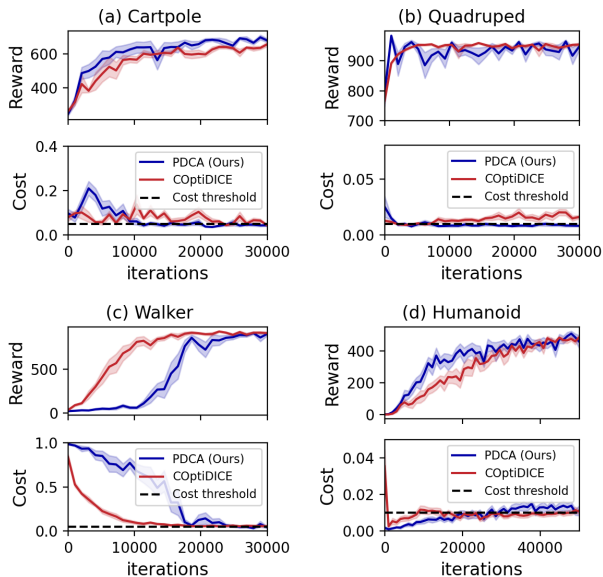 (a) Cartpole
Reward
600
400
Cost
0.4
0.2
0.0
PDCA (Ours)
COptiDICE
Cost threshold
0 10000 20000 30000
iterations
(b) Quadruped
Reward
900
800
700
Cost
0.05
0.00
PDCA (Ours)
COptiDICE
Cost threshold
0 10000 20000 30000
iterations
(c) Walker
Reward
500
0
Cost
1.0
0.5
0.0
PDCA (Ours)
COptiDICE
Cost threshold
0 10000 20000 30000
iterations
(d) Humanoid
Reward
400
200
0
Cost
0.04
0.02
0.00
PDCA (Ours)
COptiDICE
Cost threshold
0 20000 40000
iterations